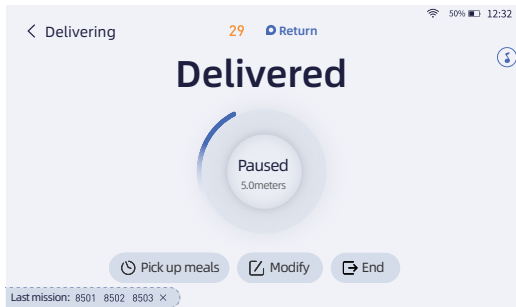 50% 12:32
Delivering 29 Return
Delivered
Paused
5.0meters
Pick up meals Modify End
Last mission: 8501 8502 8503 ×